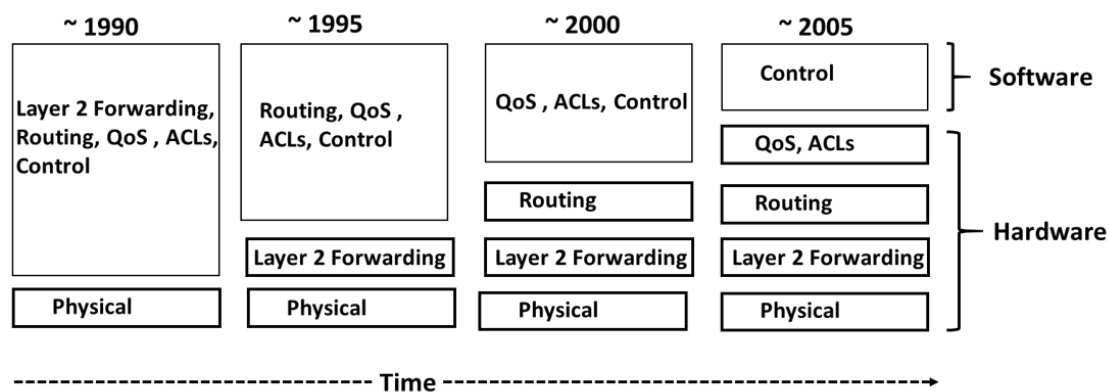 ~ 1990
~ 1995
~ 2000
~ 2005
Layer 2 Forwarding,
Routing, QoS , ACLs,
Control
Physical
Routing, QoS ,
ACLs, Control
Layer 2 Forwarding
Physical
QoS , ACLs, Control
Routing
Layer 2 Forwarding
Physical
Control
QoS, ACLs
Routing
Layer 2 Forwarding
Physical
Software
Hardware
Time